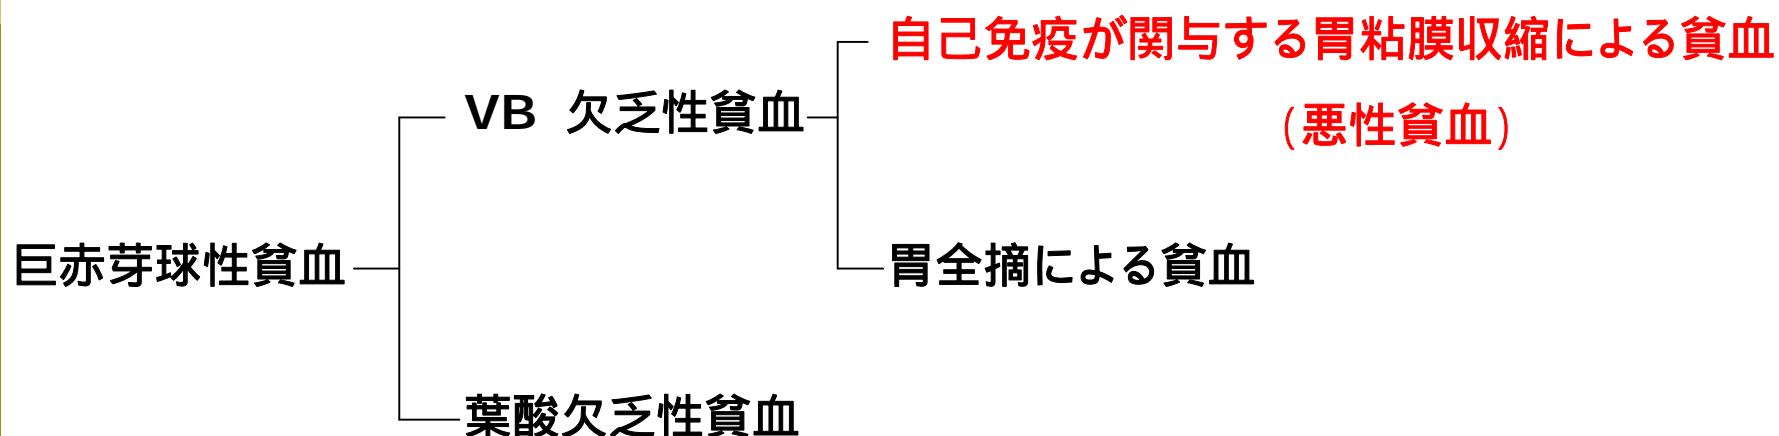 自己免疫が関与する胃粘膜収縮による貧血
(悪性貧血)
VB 欠乏性貧血
巨赤芽球性貧血
胃全摘による貧血
葉酸欠乏性貧血